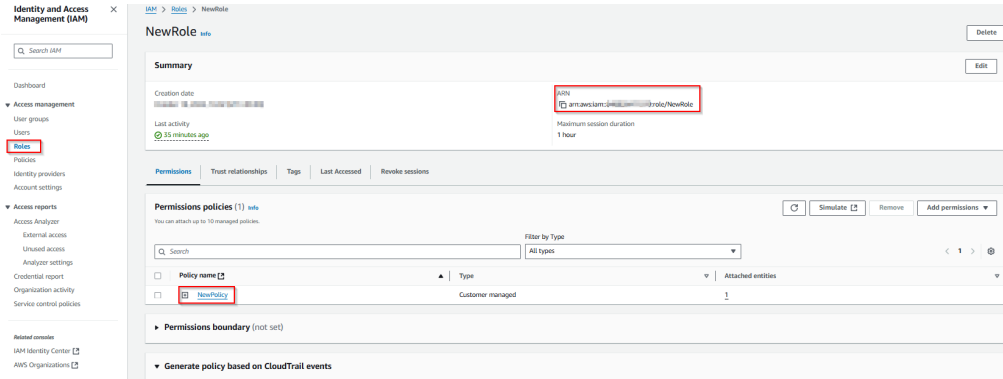 Identity and Access
Management (IAM)
Search IAM
Dashboard
Access management
User groups
Users
Roles
Policies
Identity providers
Account settings
Access reports
Access Analyzer
External access
Unused access
Analyzer settings
Credential report
Organization activity
Service control policies
Related consoles
IAM Identity Center
AWS Organizations
IAM > Roles > NewRole
NewRole Info
Delete
Summary
Edit
Creation date
ARN
arn:aws:iam:: :role/NewRole
Last activity
35 minutes ago
Maximum session duration
1 hour
Permissions Trust relationships Tags Last Accessed Revoke sessions
Permissions policies (1) Info
Simulate Remove Add permissions
You can attach up to 10 managed policies.
Filter by Type
Search All types
1
Policy name Type Attached entities
NewPolicy Customer managed 1
Permissions boundary (not set)
Generate policy based on CloudTrail events